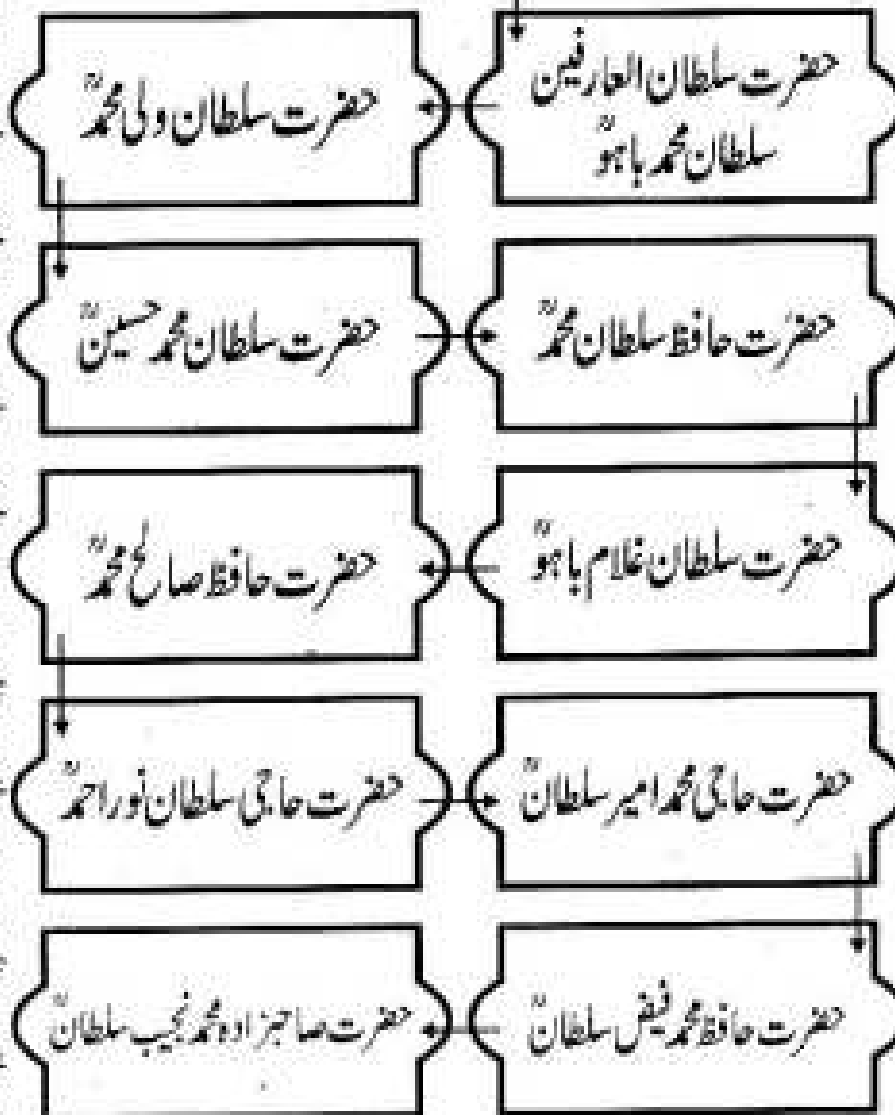 حضرت سلطان العارفین
سلطان محمد باہوؒ
حضرت سلطان ولی محمدؒ
حضرت سلطان محمد حسینؒ
حضرت حافظ سلطان محمدؒ
حضرت سلطان غلام باہوؒ
حضرت حافظ صالح محمدؒ
حضرت حاجی سلطان نور احمدؒ
حضرت حاجی محمد امیر سلطانؒ
حضرت حافظ محمد فیض سلطانؒ
حضرت صاحبزادہ محمد نجیب سلطانؒ